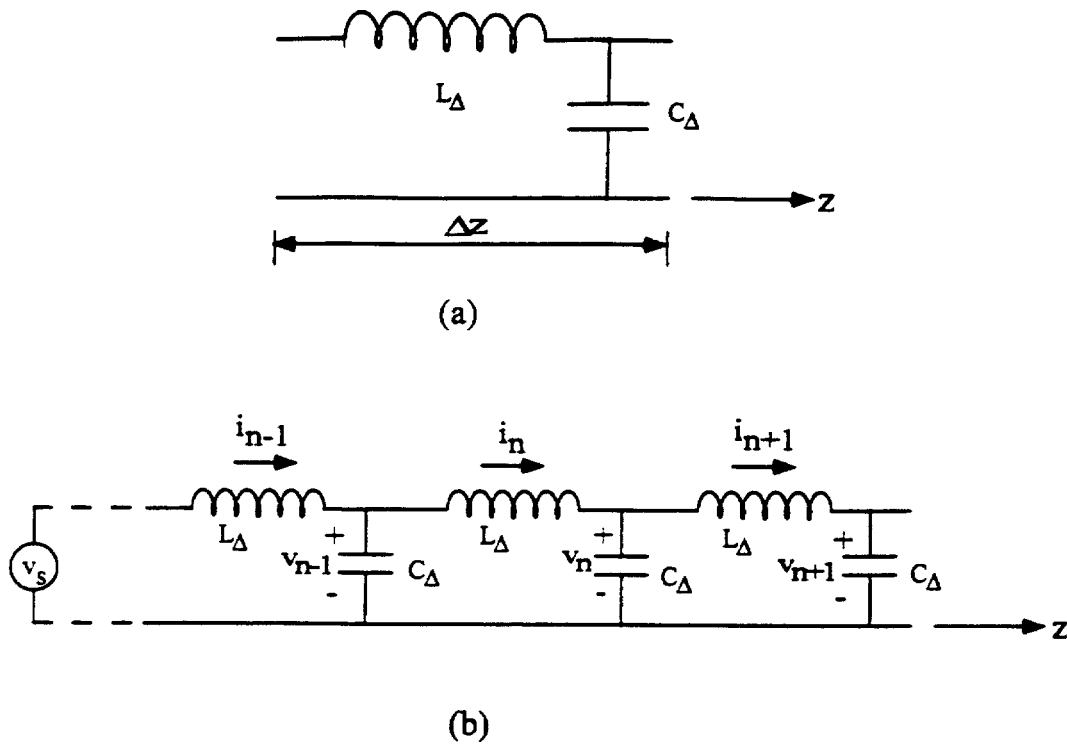 L_Δ
C_Δ
z
Δz
(a)
i_n-1 i_n i_n+1
L_Δ + L_Δ + L_Δ +
v_s v_n-1 C_Δ v_n C_Δ v_n+1 C_Δ
- - -
z
(b)